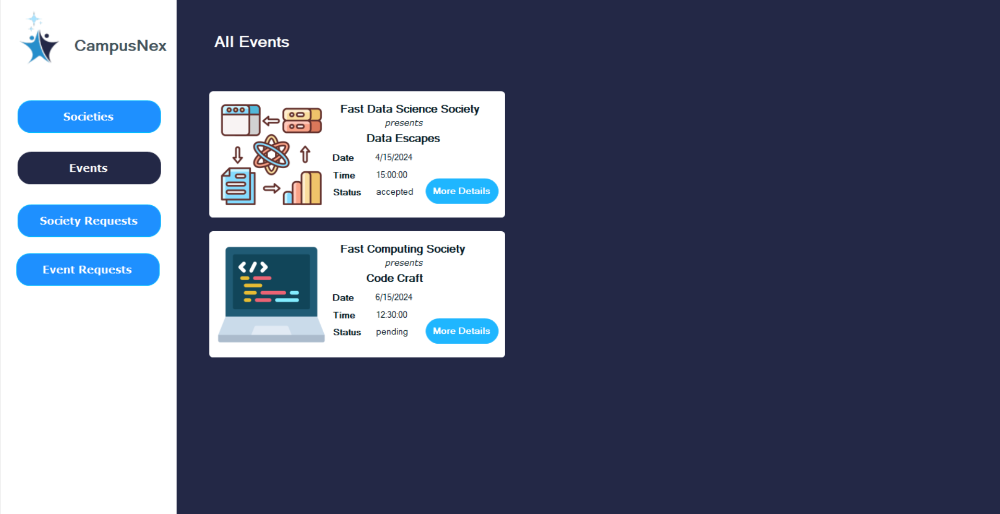 CampusNex
Societies
Events
Society Requests
Event Requests
All Events
Fast Data Science Society
presents
Data Escapes
Date 4/15/2024
Time 15:00:00
Status accepted
More Details
</>
Fast Computing Society
presents
Code Craft
Date 6/15/2024
Time 12:30:00
Status pending
More Details